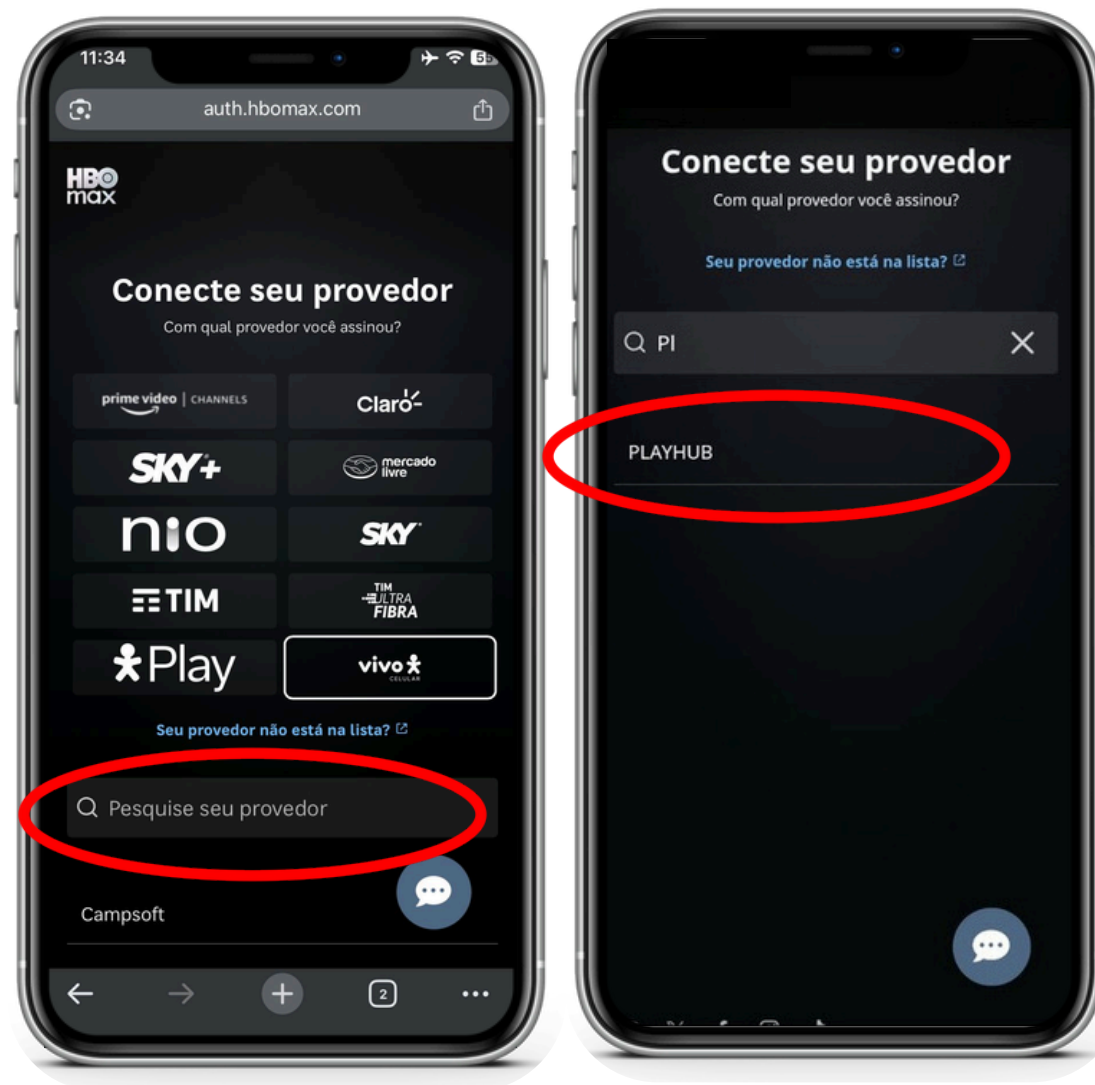 11:34
auth.hbomax.com
HBO
max
Conecte seu provedor
Com qual provedor você assinou?
prime video | CHANNELS
Claro
SKY+
mercado
livre
nio
SKY
TIM
TIM
ULTRA
FIBRA
Play
vivo
CELULAR
Seu provedor não está na lista?
Pesquise seu provedor
Campsoft
2
Conecte seu provedor
Com qual provedor você assinou?
Seu provedor não está na lista?
Pl
PLAYHUB